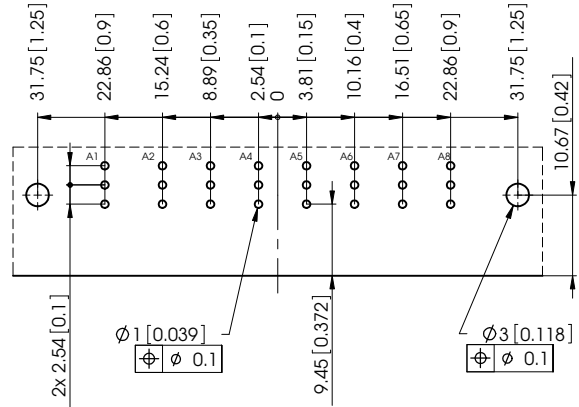 31.75 [1.25]
22.86 [0.9]
15.24 [0.6]
8.89 [0.35]
2.54 [0.1]
0
3.81 [0.15]
10.16 [0.4]
16.51 [0.65]
22.86 [0.9]
31.75 [1.25]
10.67 [0.42]
A1 A2 A3 A4 A5 A6 A7 A8
2x 2.54 [0.1]
Ø1 [0.039]
⌖ Ø 0.1
9.45 [0.372]
Ø3 [0.118]
⌖ Ø 0.1